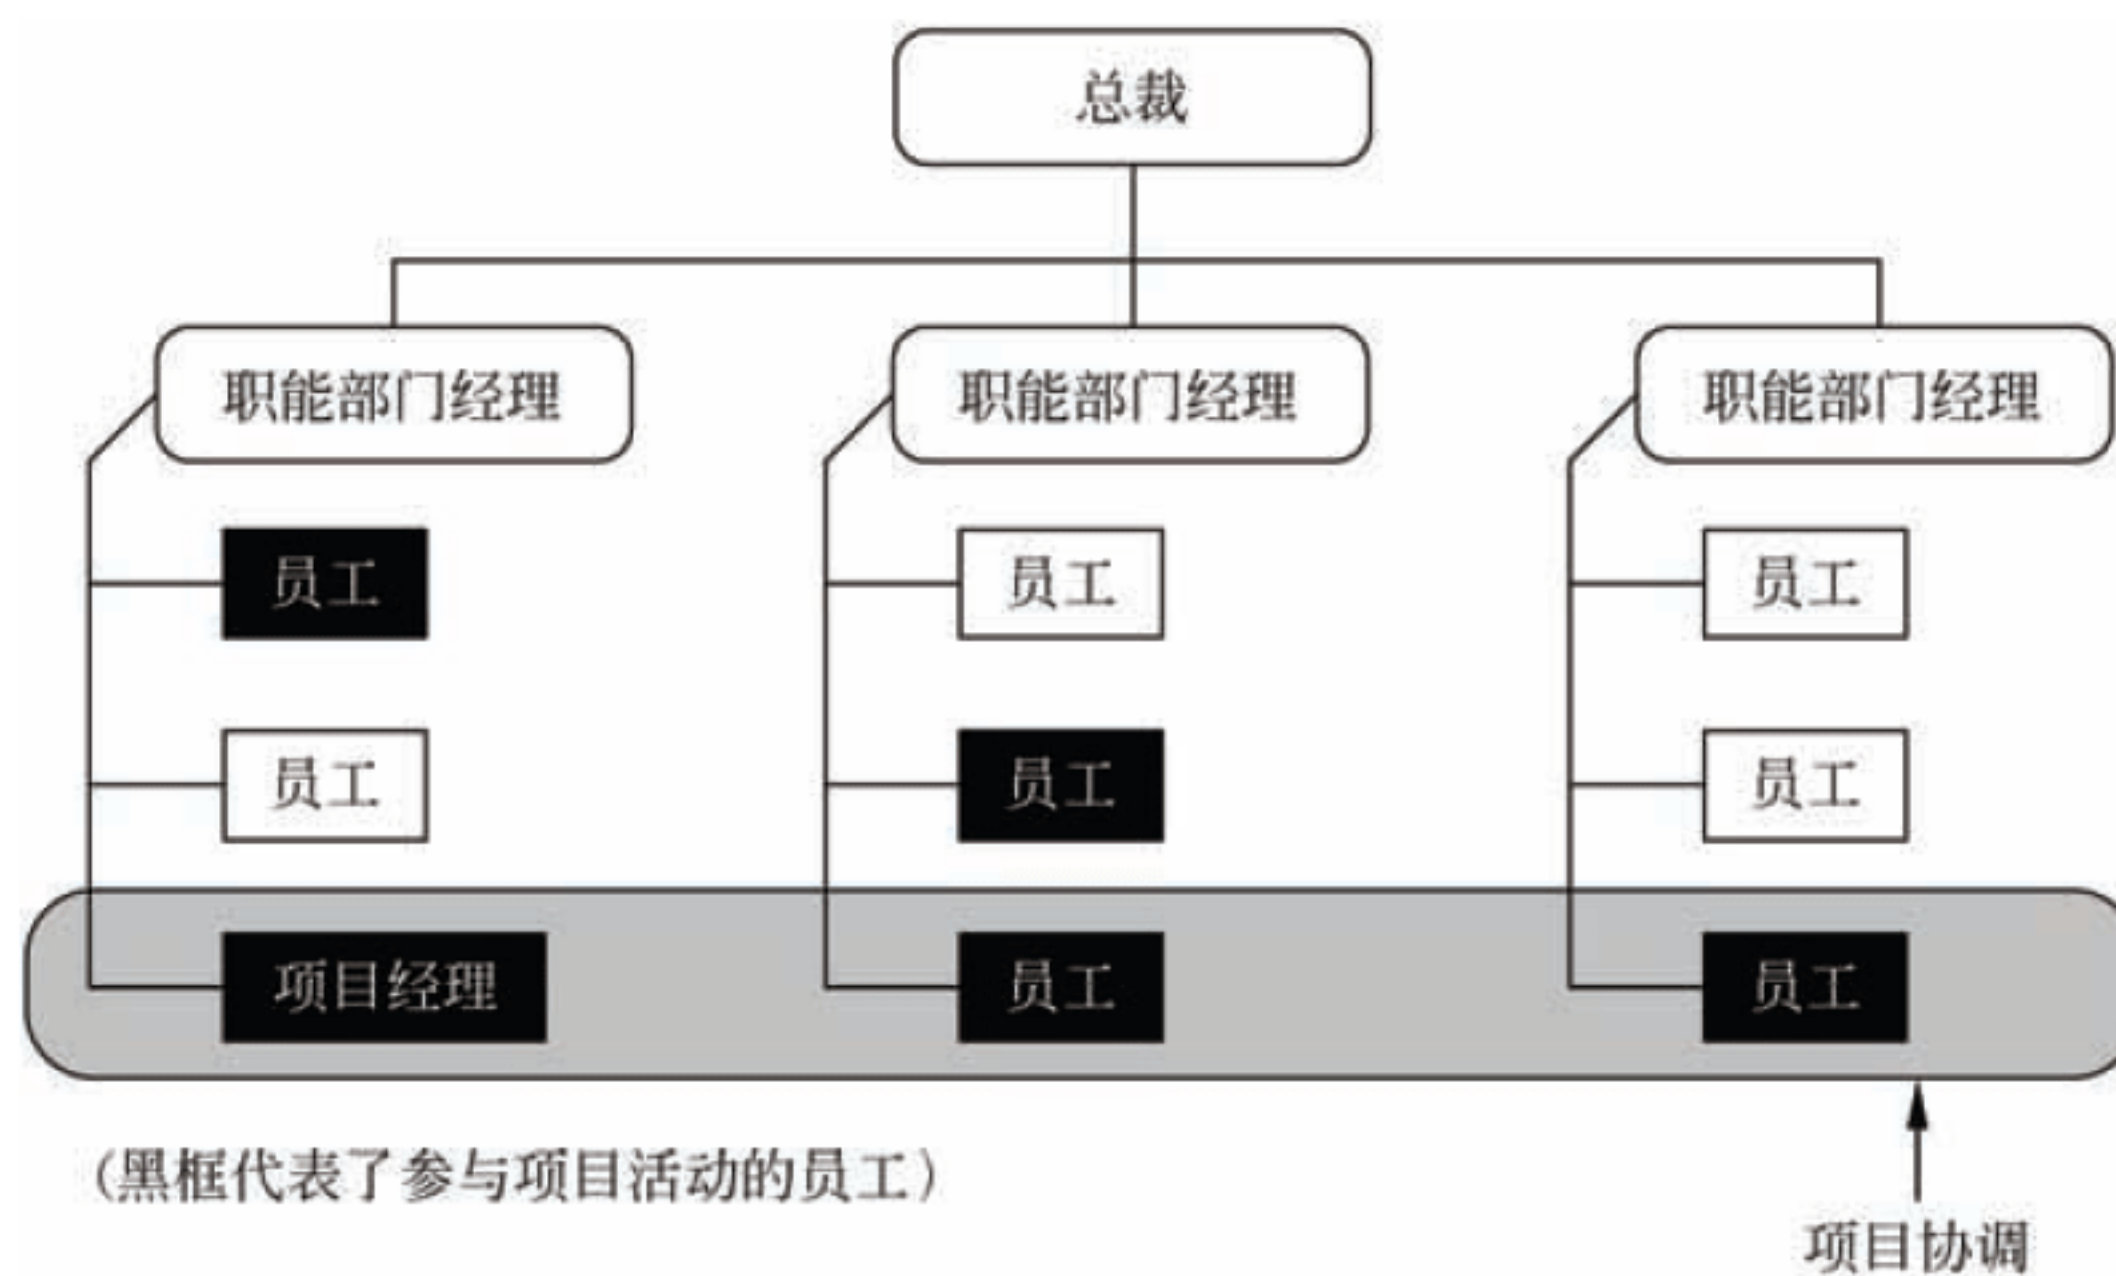 总裁
职能部门经理
职能部门经理
职能部门经理
员工
员工
员工
员工
员工
员工
项目经理
员工
员工
（黑框代表了参与项目活动的员工）
项目协调